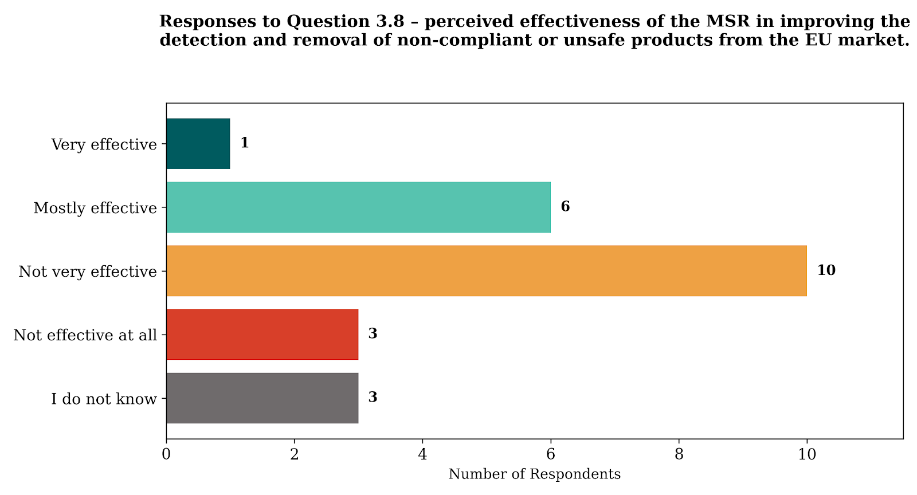 Responses to Question 3.8 – perceived effectiveness of the MSR in improving the
detection and removal of non-compliant or unsafe products from the EU market.
Very effective
1
Mostly effective
6
Not very effective
10
Not effective at all
3
I do not know
3
0 2 4 6 8 10
Number of Respondents